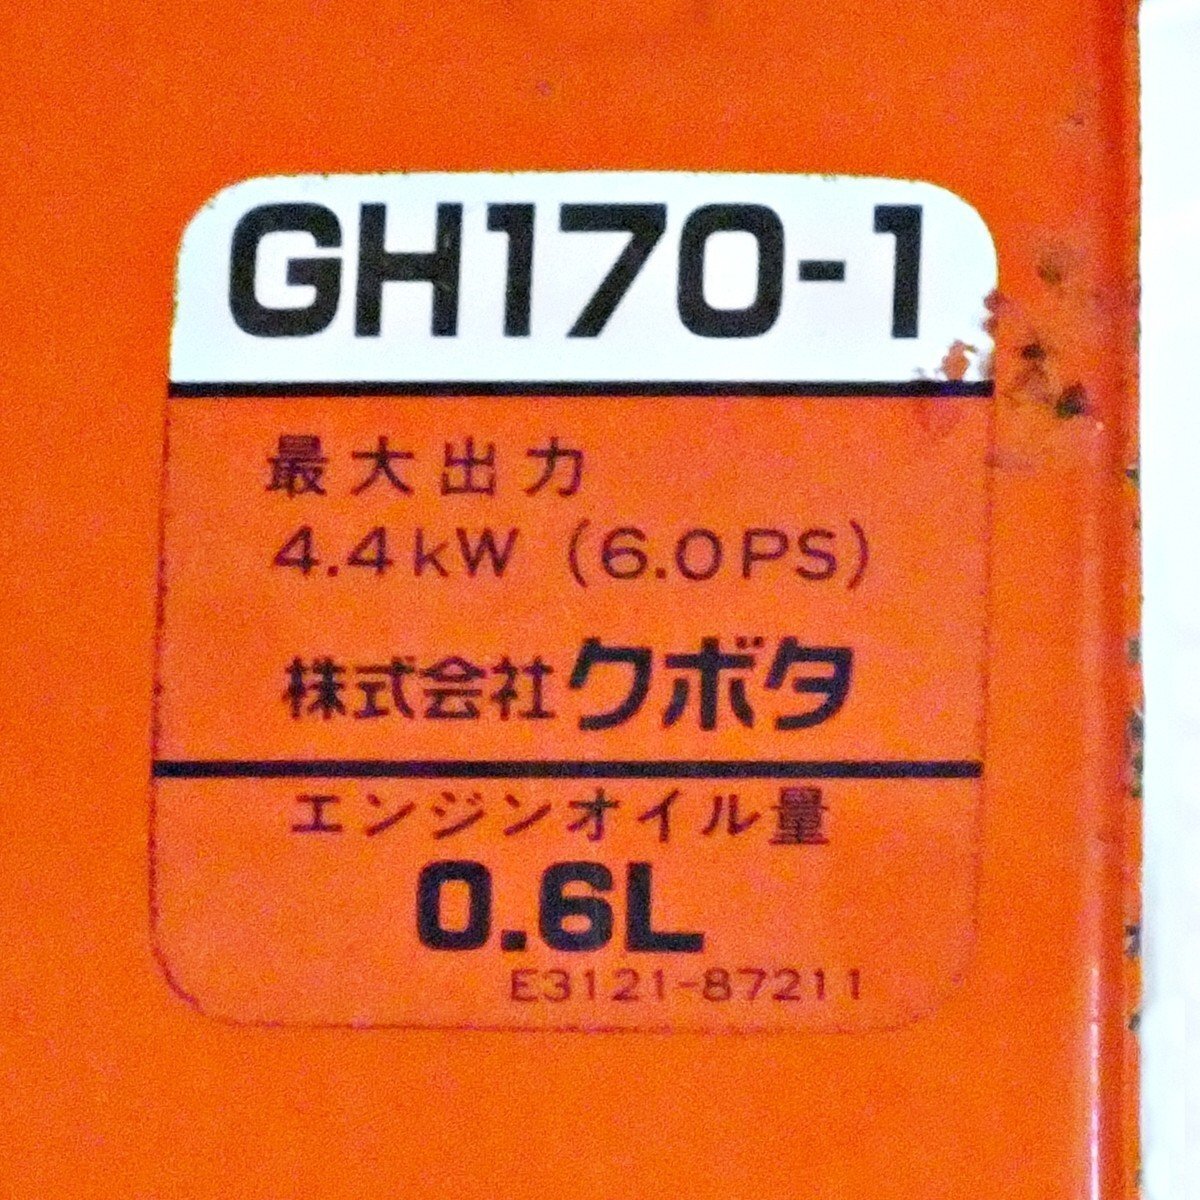 GH170-1
最大出力
4.4kW (6.0PS)
株式会社クボタ
エンジンオイル量
0.6L
E3121-87211